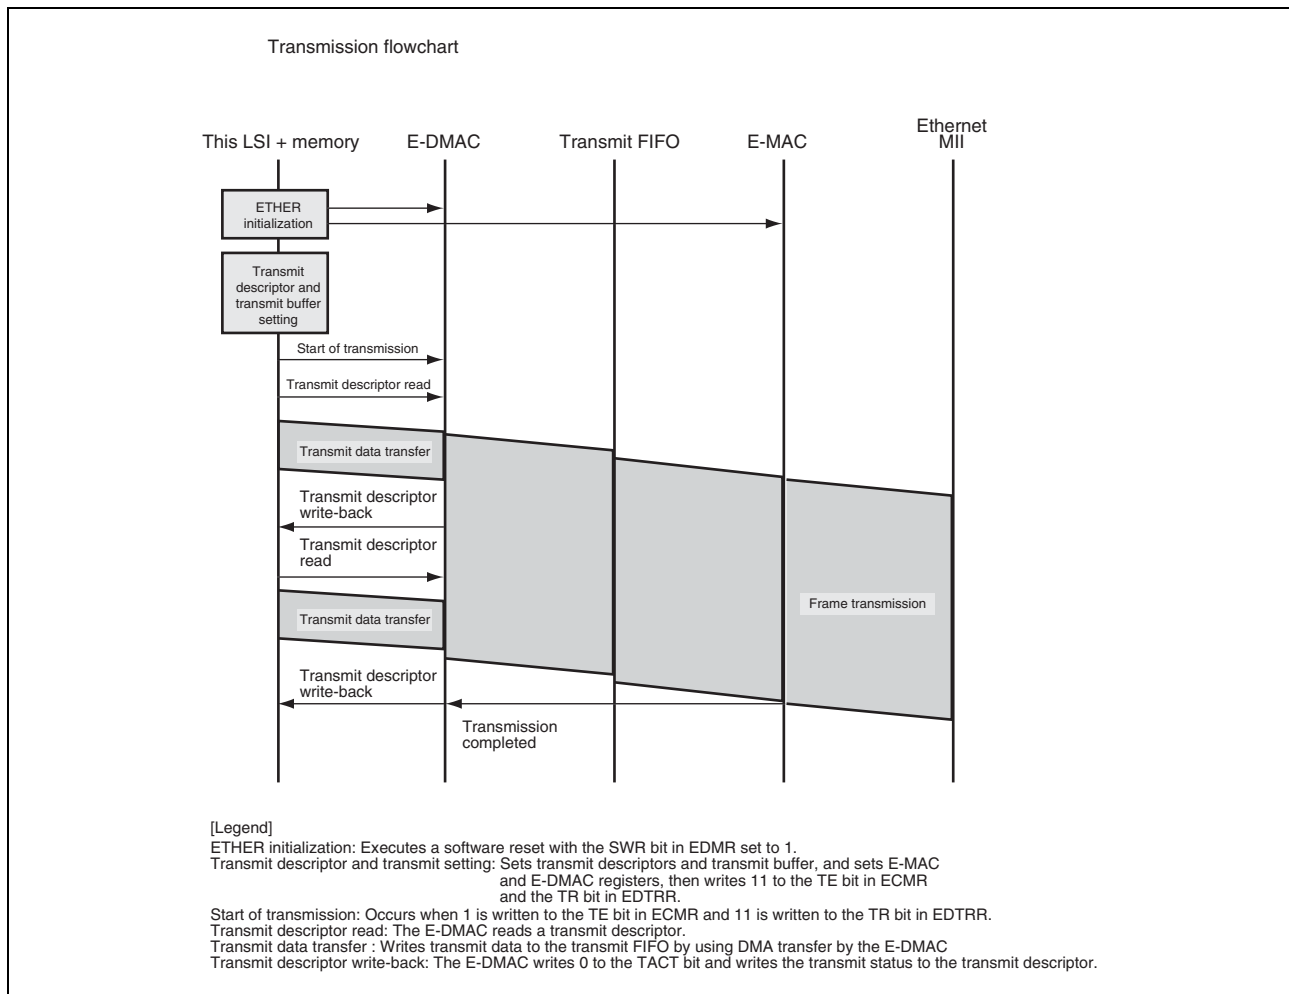 Transmission flowchart
This LSI + memory
E-DMAC
Transmit FIFO
E-MAC
Ethernet
MII
ETHER
initialization
Transmit
descriptor and
transmit buffer
setting
Start of transmission
Transmit descriptor read
Transmit data transfer
Transmit descriptor
write-back
Transmit descriptor
read
Frame transmission
Transmit data transfer
Transmit descriptor
write-back
Transmission
completed
[Legend]
ETHER initialization: Executes a software reset with the SWR bit in EDMR set to 1.
Transmit descriptor and transmit setting: Sets transmit descriptors and transmit buffer, and sets E-MAC
and E-DMAC registers, then writes 11 to the TE bit in ECMR
and the TR bit in EDTRR.
Start of transmission: Occurs when 1 is written to the TE bit in ECMR and 11 is written to the TR bit in EDTRR.
Transmit descriptor read: The E-DMAC reads a transmit descriptor.
Transmit data transfer : Writes transmit data to the transmit FIFO by using DMA transfer by the E-DMAC
Transmit descriptor write-back: The E-DMAC writes 0 to the TACT bit and writes the transmit status to the transmit descriptor.